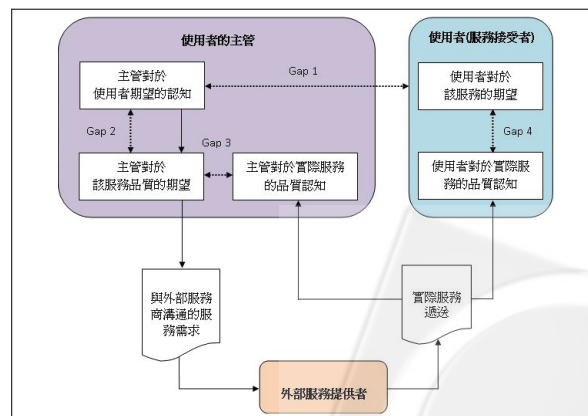 使用者的主管
使用者(服務接受者)
主管對於
使用者期望的認知
Gap 1
使用者對於
該服務的期望
Gap 2
Gap 3
Gap 4
主管對於
該服務品質的期望
主管對於實際服務
的品質認知
使用者對於實際服
務的品質認知
與外部服務
商溝通的服
務需求
實際服務
遞送
外部服務提供者